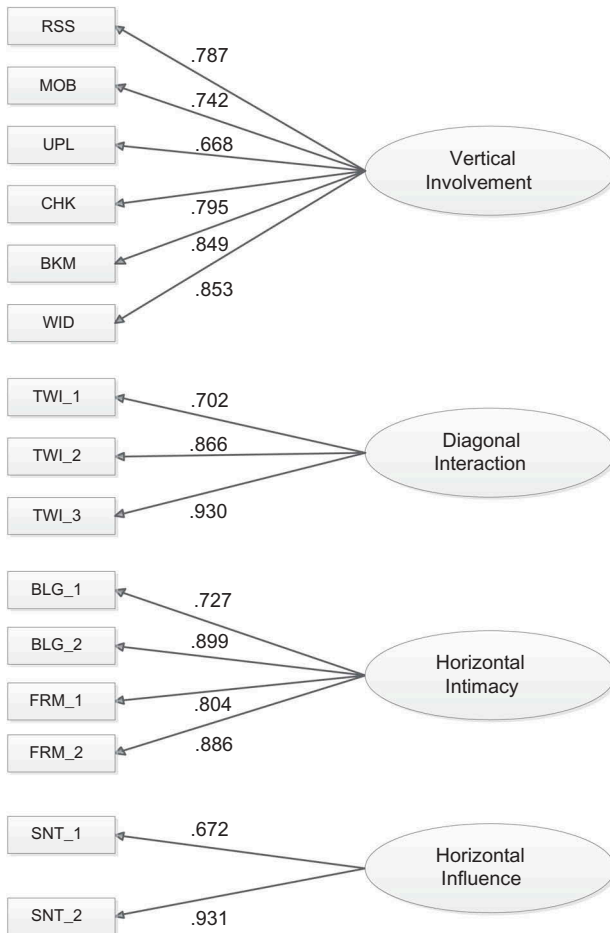 RSS
.787
MOB
.742
UPL
.668
Vertical
Involvement
CHK
.795
BKM
.849
WID
.853
TWI_1
.702
TWI_2
.866
Diagonal
Interaction
TWI_3
.930
BLG_1
.727
BLG_2
.899
Horizontal
Intimacy
FRM_1
.804
FRM_2
.886
SNT_1
.672
Horizontal
Influence
SNT_2
.931